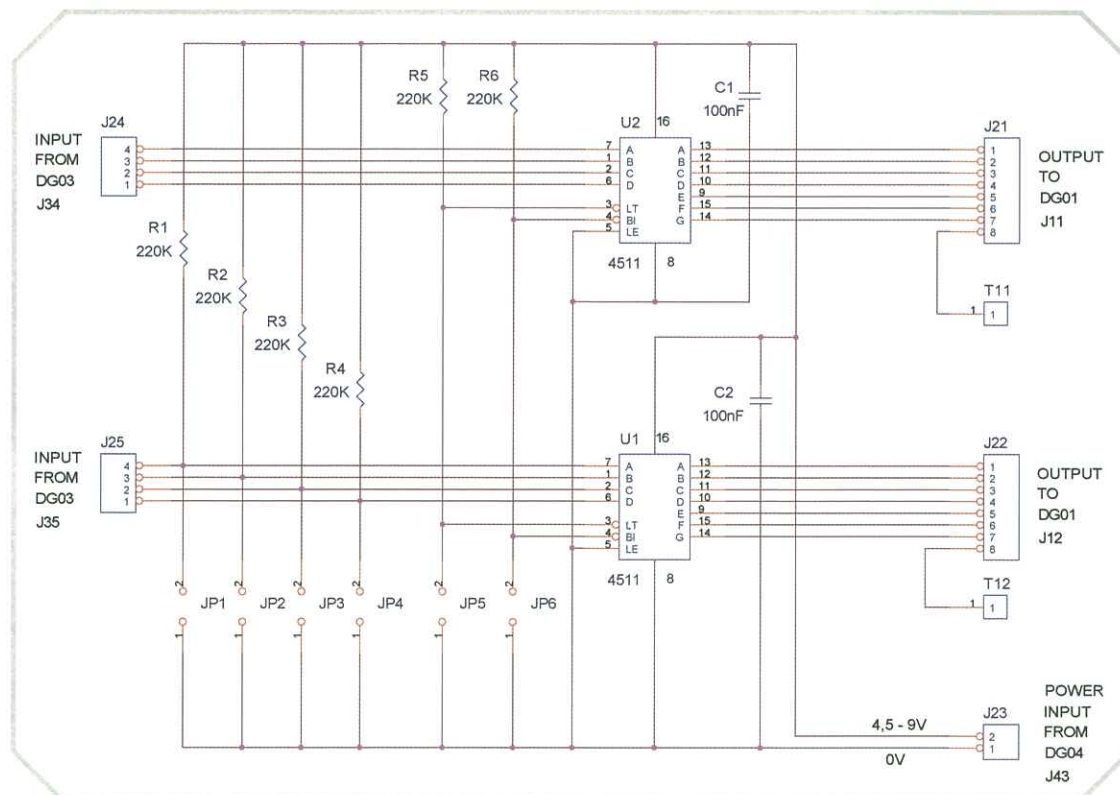 R5
220K
R6
220K
C1
100nF
J24
INPUT
FROM
DG03
J34
4
3
2
1
U2
16
7
1
2
6
3
4
5
A
B
C
D
LT
BI
LE
A
B
C
D
E
F
G
13
12
11
10
9
15
14
4511
8
J21
1
2
3
4
5
6
7
8
OUTPUT
TO
DG01
J11
T11
1
1
R1
220K
R2
220K
R3
220K
R4
220K
C2
100nF
J25
INPUT
FROM
DG03
J35
4
3
2
1
U1
16
7
1
2
6
3
4
5
A
B
C
D
LT
BI
LE
A
B
C
D
E
F
G
13
12
11
10
9
15
14
4511
8
J22
1
2
3
4
5
6
7
8
OUTPUT
TO
DG01
J12
T12
1
1
2
JP1
1
2
JP2
1
2
JP3
1
2
JP4
1
2
JP5
1
2
JP6
1
4,5 - 9V
0V
J23
2
1
POWER
INPUT
FROM
DG04
J43